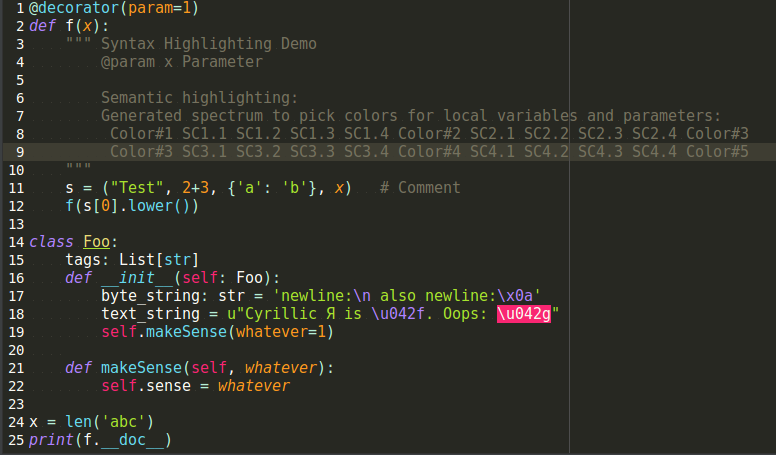 1 @decorator(param=1)
2 def f(x):
3     """ Syntax Highlighting Demo
4         @param x Parameter
5
6         Semantic highlighting:
7         Generated spectrum to pick colors for local variables and parameters:
8          Color#1 SC1.1 SC1.2 SC1.3 SC1.4 Color#2 SC2.1 SC2.2 SC2.3 SC2.4 Color#3
9          Color#3 SC3.1 SC3.2 SC3.3 SC3.4 Color#4 SC4.1 SC4.2 SC4.3 SC4.4 Color#5
10     """
11     s = ("Test", 2+3, {'a': 'b'}, x)   # Comment
12     f(s[0].lower())
13
14 class Foo:
15     tags: List[str]
16     def __init__(self: Foo):
17         byte_string: str = 'newline:\n also newline:\x0a'
18         text_string = u"Cyrillic Я is \u042f. Oops: \u042g"
19         self.makeSense(whatever=1)
20
21     def makeSense(self, whatever):
22         self.sense = whatever
23
24 x = len('abc')
25 print(f.__doc__)